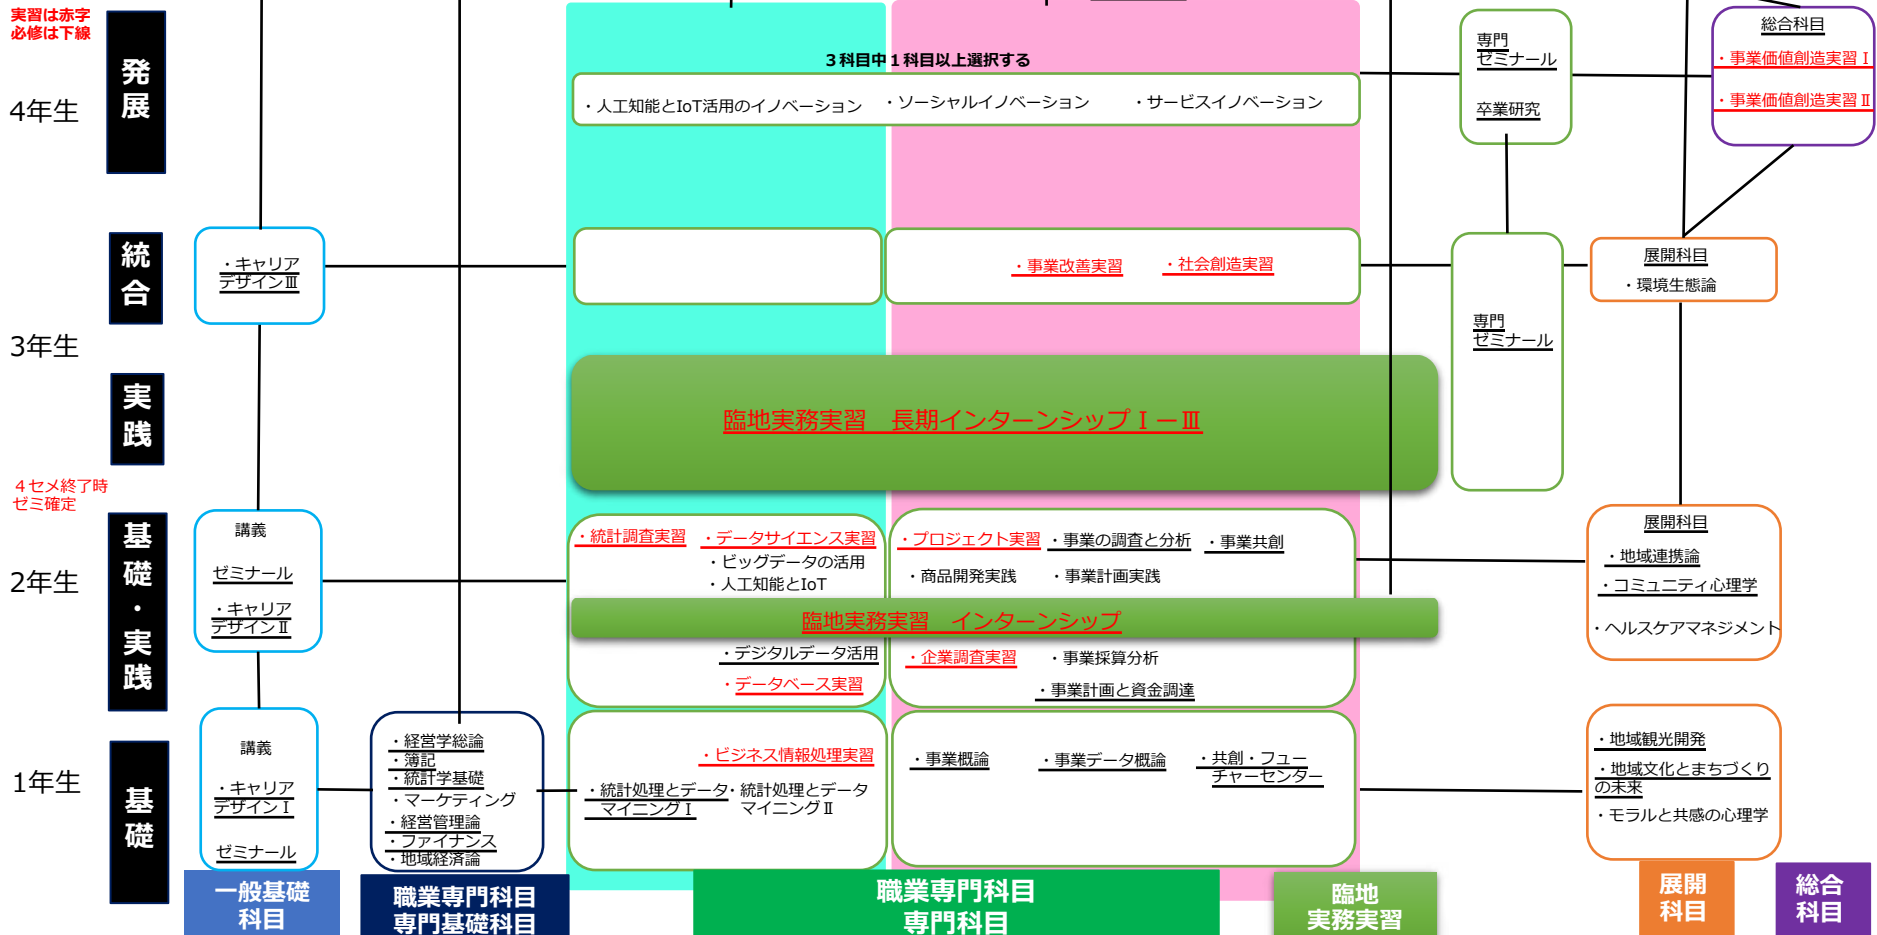 実習は赤字
必修は下線
発展
4年生
3科目中1科目以上選択する
・人工知能とIoT活用のイノベーション
・ソーシャルイノベーション
・サービスイノベーション
専門
ゼミナール
卒業研究
総合科目
・事業価値創造実習Ⅰ
・事業価値創造実習Ⅱ
統合
3年生
実践
・キャリア
デザインⅢ
・事業改善実習
・社会創造実習
専門
ゼミナール
展開科目
・環境生態論
臨地実務実習　長期インターンシップⅠ－Ⅲ
4セメ終了時
ゼミ確定
基礎・実践
2年生
講義
ゼミナール
・キャリア
デザインⅡ
・統計調査実習
・データサイエンス実習
・ビッグデータの活用
・人工知能とIoT
・プロジェクト実習
・事業の調査と分析
・事業共創
・商品開発実践
・事業計画実践
臨地実務実習　インターンシップ
・デジタルデータ活用
・データベース実習
・企業調査実習
・事業採算分析
・事業計画と資金調達
展開科目
・地域連携論
・コミュニティ心理学
・ヘルスケアマネジメント
基礎
1年生
講義
・キャリア
デザインⅠ
ゼミナール
・経営学総論
・簿記
・統計学基礎
・マーケティング
・経営管理論
・ファイナンス
・地域経済論
・ビジネス情報処理実習
・統計処理とデータ
マイニングⅠ
・統計処理とデータ
マイニングⅡ
・事業概論
・事業データ概論
・共創・フュー
チャーセンター
・地域観光開発
・地域文化とまちづくり
の未来
・モラルと共感の心理学
一般基礎
科目
職業専門科目
専門基礎科目
職業専門科目
専門科目
臨地
実務実習
展開
科目
総合
科目